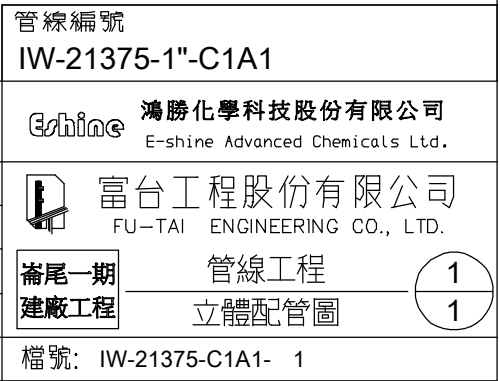 管線編號
IW-21375-1"-C1A1
Eshine
鴻勝化學科技股份有限公司
E-shine Advanced Chemicals Ltd.
富台工程股份有限公司
FU-TAI ENGINEERING CO., LTD.
崙尾一期
建廠工程
管線工程
立體配管圖
1
1
檔號: IW-21375-C1A1- 1